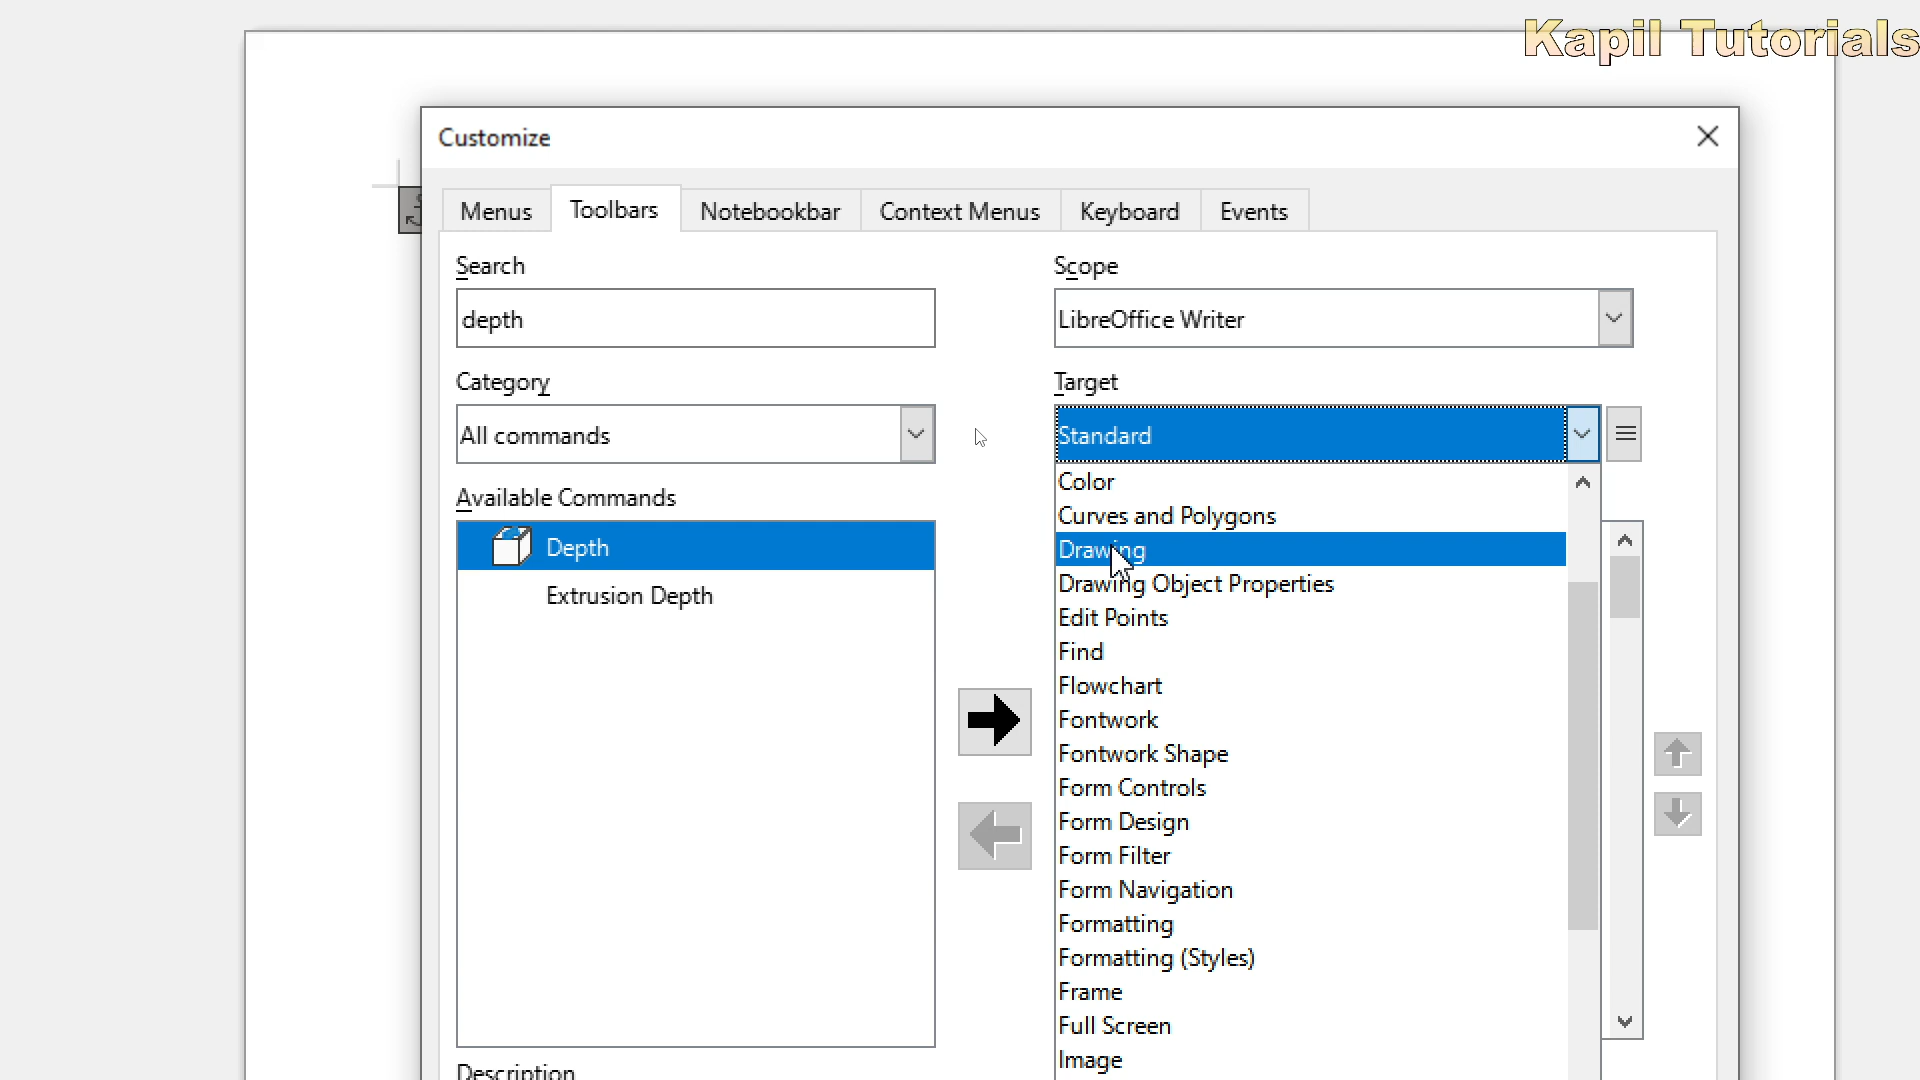 Kapil Tutorials
Customize
Menus
Toolbars
Notebookbar
Context Menus
Keyboard
Events
Search
depth
Scope
LibreOffice Writer
Category
All commands
Target
Standard
Available Commands
Depth
Extrusion Depth
Color
Curves and Polygons
Drawing
Drawing Object Properties
Edit Points
Find
Flowchart
Fontwork
Fontwork Shape
Form Controls
Form Design
Form Filter
Form Navigation
Formatting
Formatting (Styles)
Frame
Full Screen
Image
Description